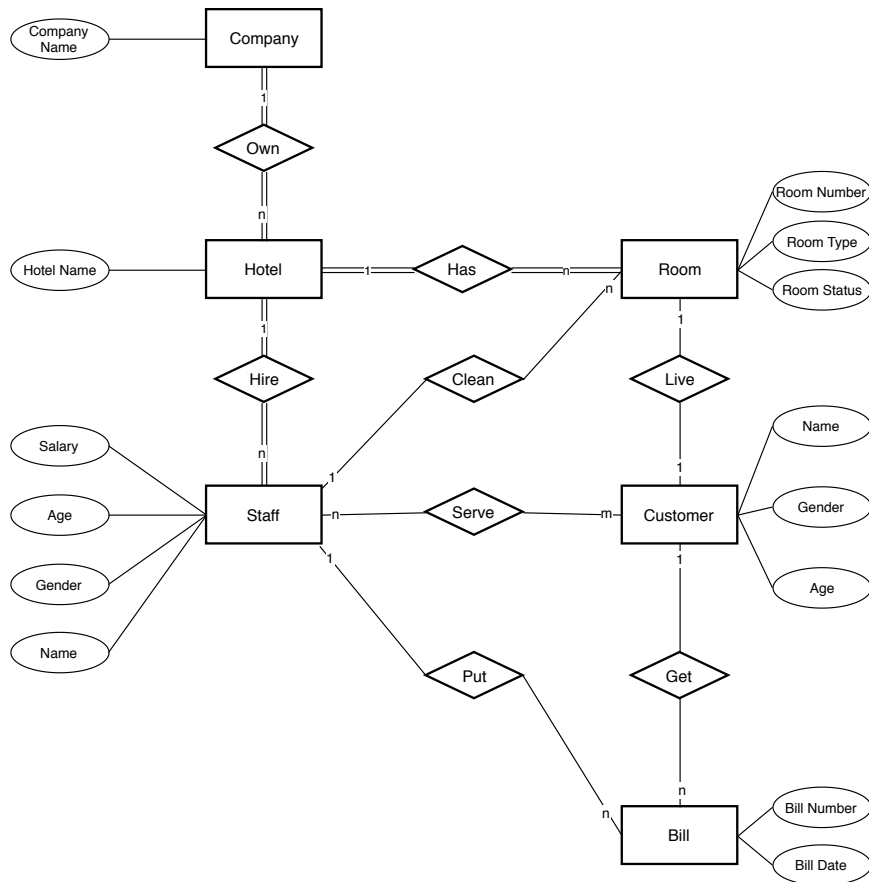 Company
Name
Company
1
Own
n
Hotel Name
Hotel
1
Has
n
Room
Room Number
Room Type
Room Status
1
n
1
Hire
Clean
Live
n
1
1
Salary
Age
Gender
Name
Staff
n
Serve
m
Customer
Name
Gender
Age
1
1
Put
Get
n
n
Bill
Bill Number
Bill Date